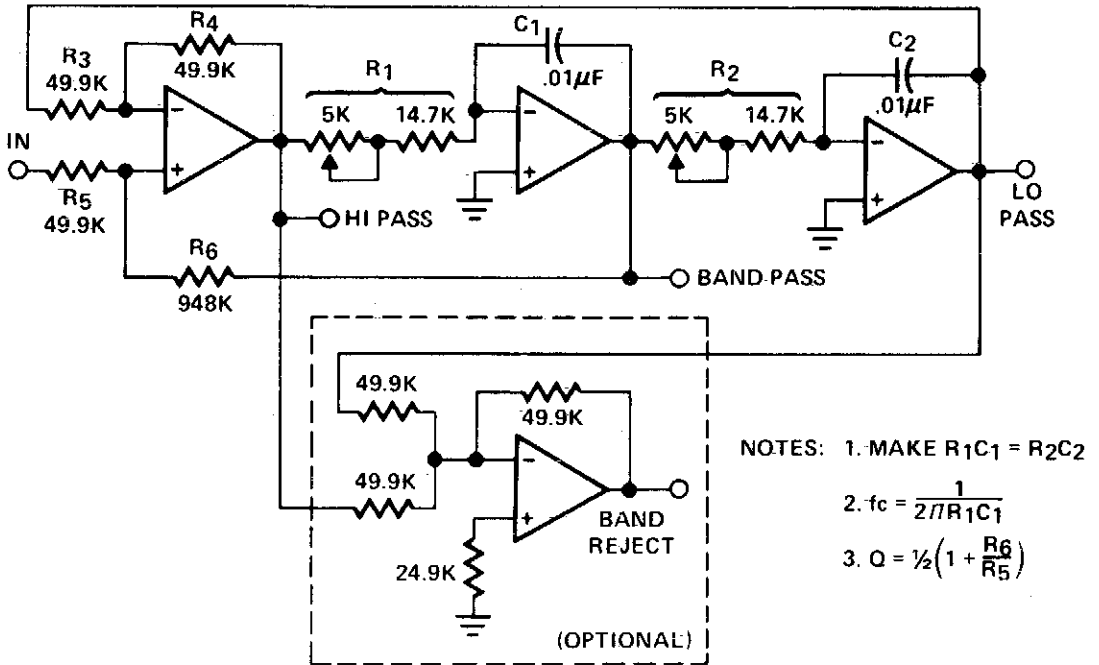 R4
49.9K
R3
49.9K
IN
R5
49.9K
R6
948K
R1
5K
14.7K
C1
.01μF
R2
5K
14.7K
C2
.01μF
-
+
-
+
-
+
HI PASS
BAND-PASS
LO
PASS
49.9K
49.9K
49.9K
-
+
24.9K
BAND
REJECT
(OPTIONAL)
NOTES: 1. MAKE R1C1 = R2C2
2. fc = 1/2πR1C1
3. Q = ½(1 + R6/R5)